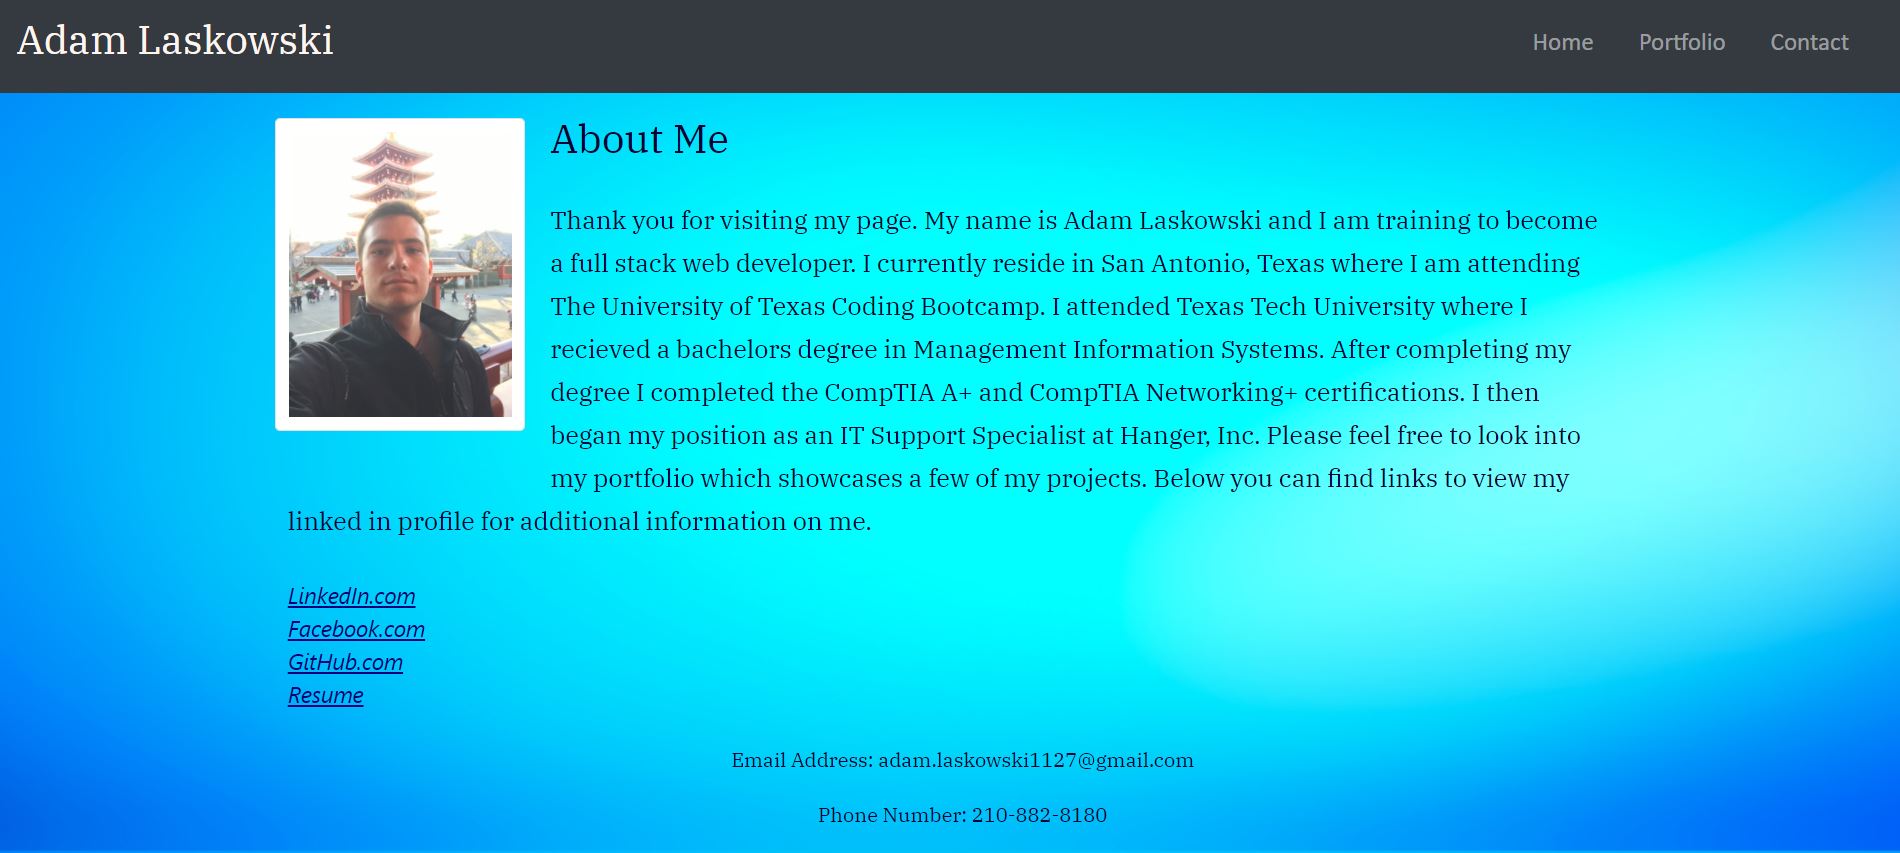 Adam Laskowski
Home Portfolio Contact
About Me
Thank you for visiting my page. My name is Adam Laskowski and I am training to become
a full stack web developer. I currently reside in San Antonio, Texas where I am attending
The University of Texas Coding Bootcamp. I attended Texas Tech University where I
recieved a bachelors degree in Management Information Systems. After completing my
degree I completed the CompTIA A+ and CompTIA Networking+ certifications. I then
began my position as an IT Support Specialist at Hanger, Inc. Please feel free to look into
my portfolio which showcases a few of my projects. Below you can find links to view my
linked in profile for additional information on me.
LinkedIn.com
Facebook.com
GitHub.com
Resume
Email Address: adam.laskowski1127@gmail.com
Phone Number: 210-882-8180